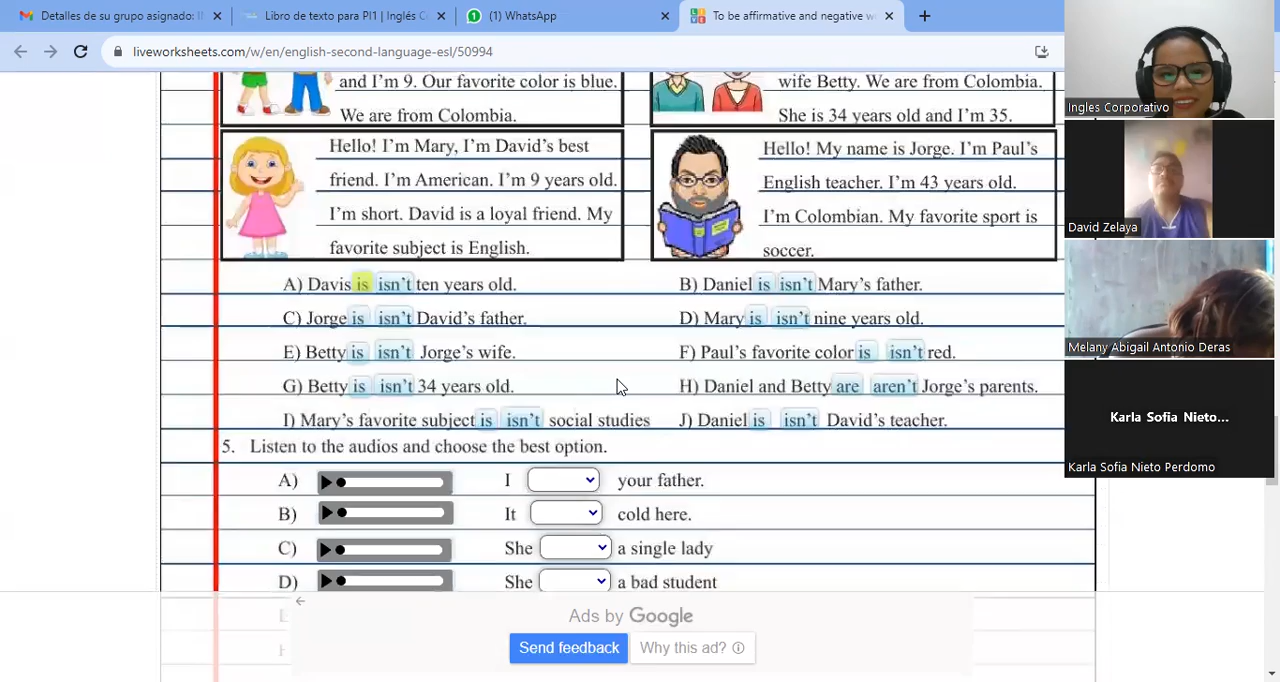 Detalles de su grupo asignado: I
Libro de texto para PI1 | Inglés C
(1) WhatsApp
To be affirmative and negative w
liveworksheets.com/w/en/english-second-language-esl/50994
and I'm 9. Our favorite color is blue.
wife Betty. We are from Colombia.
She is 34 years old and I'm 35.
Hello! I'm Mary, I'm David's best
friend. I'm American. I'm 9 years old.
I'm short. David is a loyal friend. My
favorite subject is English.
Hello! My name is Jorge. I'm Paul's
English teacher. I'm 43 years old.
I'm Colombian. My favorite sport is
soccer.
A) Davis is isn't ten years old.
B) Daniel is isn't Mary's father.
C) Jorge is isn't David's father.
D) Mary is isn't nine years old.
E) Betty is isn't Jorge's wife.
F) Paul's favorite color is isn't red.
G) Betty is isn't 34 years old.
H) Daniel and Betty are aren't Jorge's parents.
I) Mary's favorite subject is isn't social studies
J) Daniel is isn't David's teacher.
5. Listen to the audios and choose the best option.
A) your father.
B) It cold here.
C) She a single lady
D) She a bad student
Ads by Google
Send feedback
Why this ad?
Ingles Corporativo
David Zelaya
Melany Abigail Antonio Deras
Karla Sofia Nieto...
Karla Sofia Nieto Perdomo